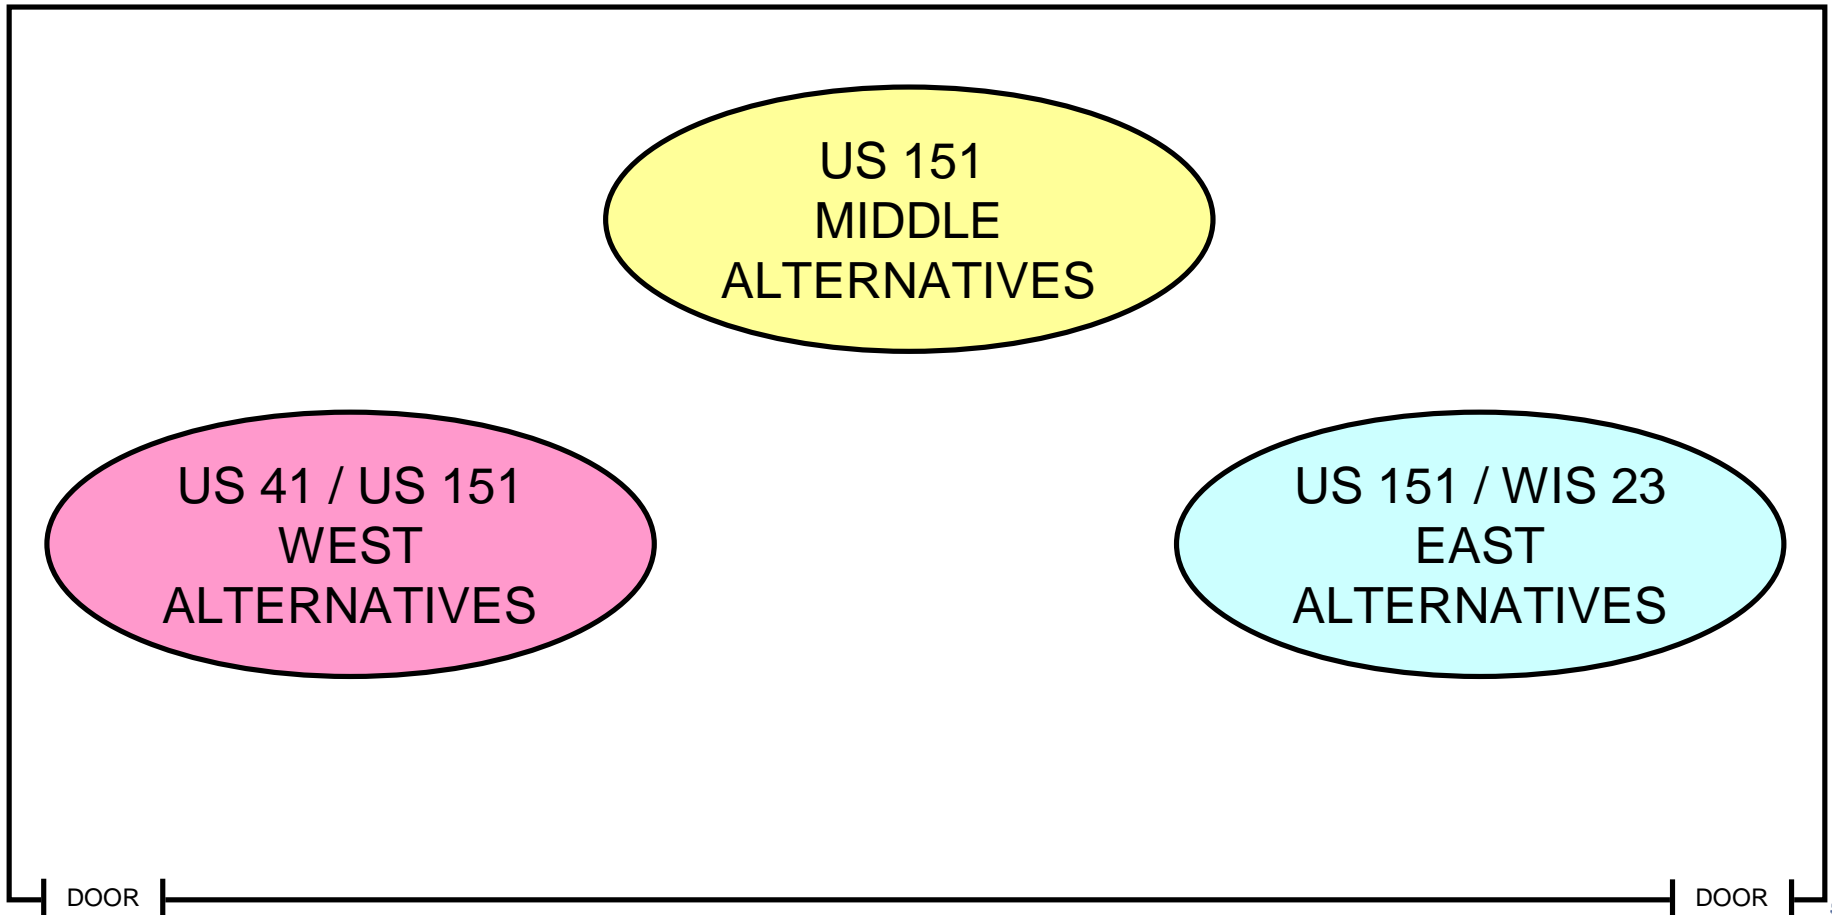 US 151
MIDDLE
ALTERNATIVES
US 41 / US 151
WEST
ALTERNATIVES
US 151 / WIS 23
EAST
ALTERNATIVES
DOOR
DOOR